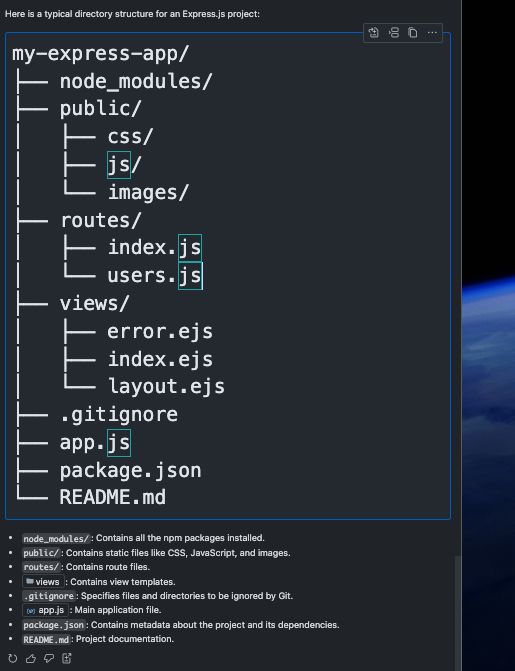 Here is a typical directory structure for an Express.js project:
my-express-app/
├── node_modules/
├── public/
│   ├── css/
│   ├── js/
│   └── images/
├── routes/
│   ├── index.js
│   └── users.js
├── views/
│   ├── error.ejs
│   ├── index.ejs
│   └── layout.ejs
├── .gitignore
├── app.js
├── package.json
└── README.md
• node_modules/: Contains all the npm packages installed.
• public/: Contains static files like CSS, JavaScript, and images.
• routes/: Contains route files.
• views : Contains view templates.
• .gitignore: Specifies files and directories to be ignored by Git.
• app.js : Main application file.
• package.json: Contains metadata about the project and its dependencies.
• README.md: Project documentation.